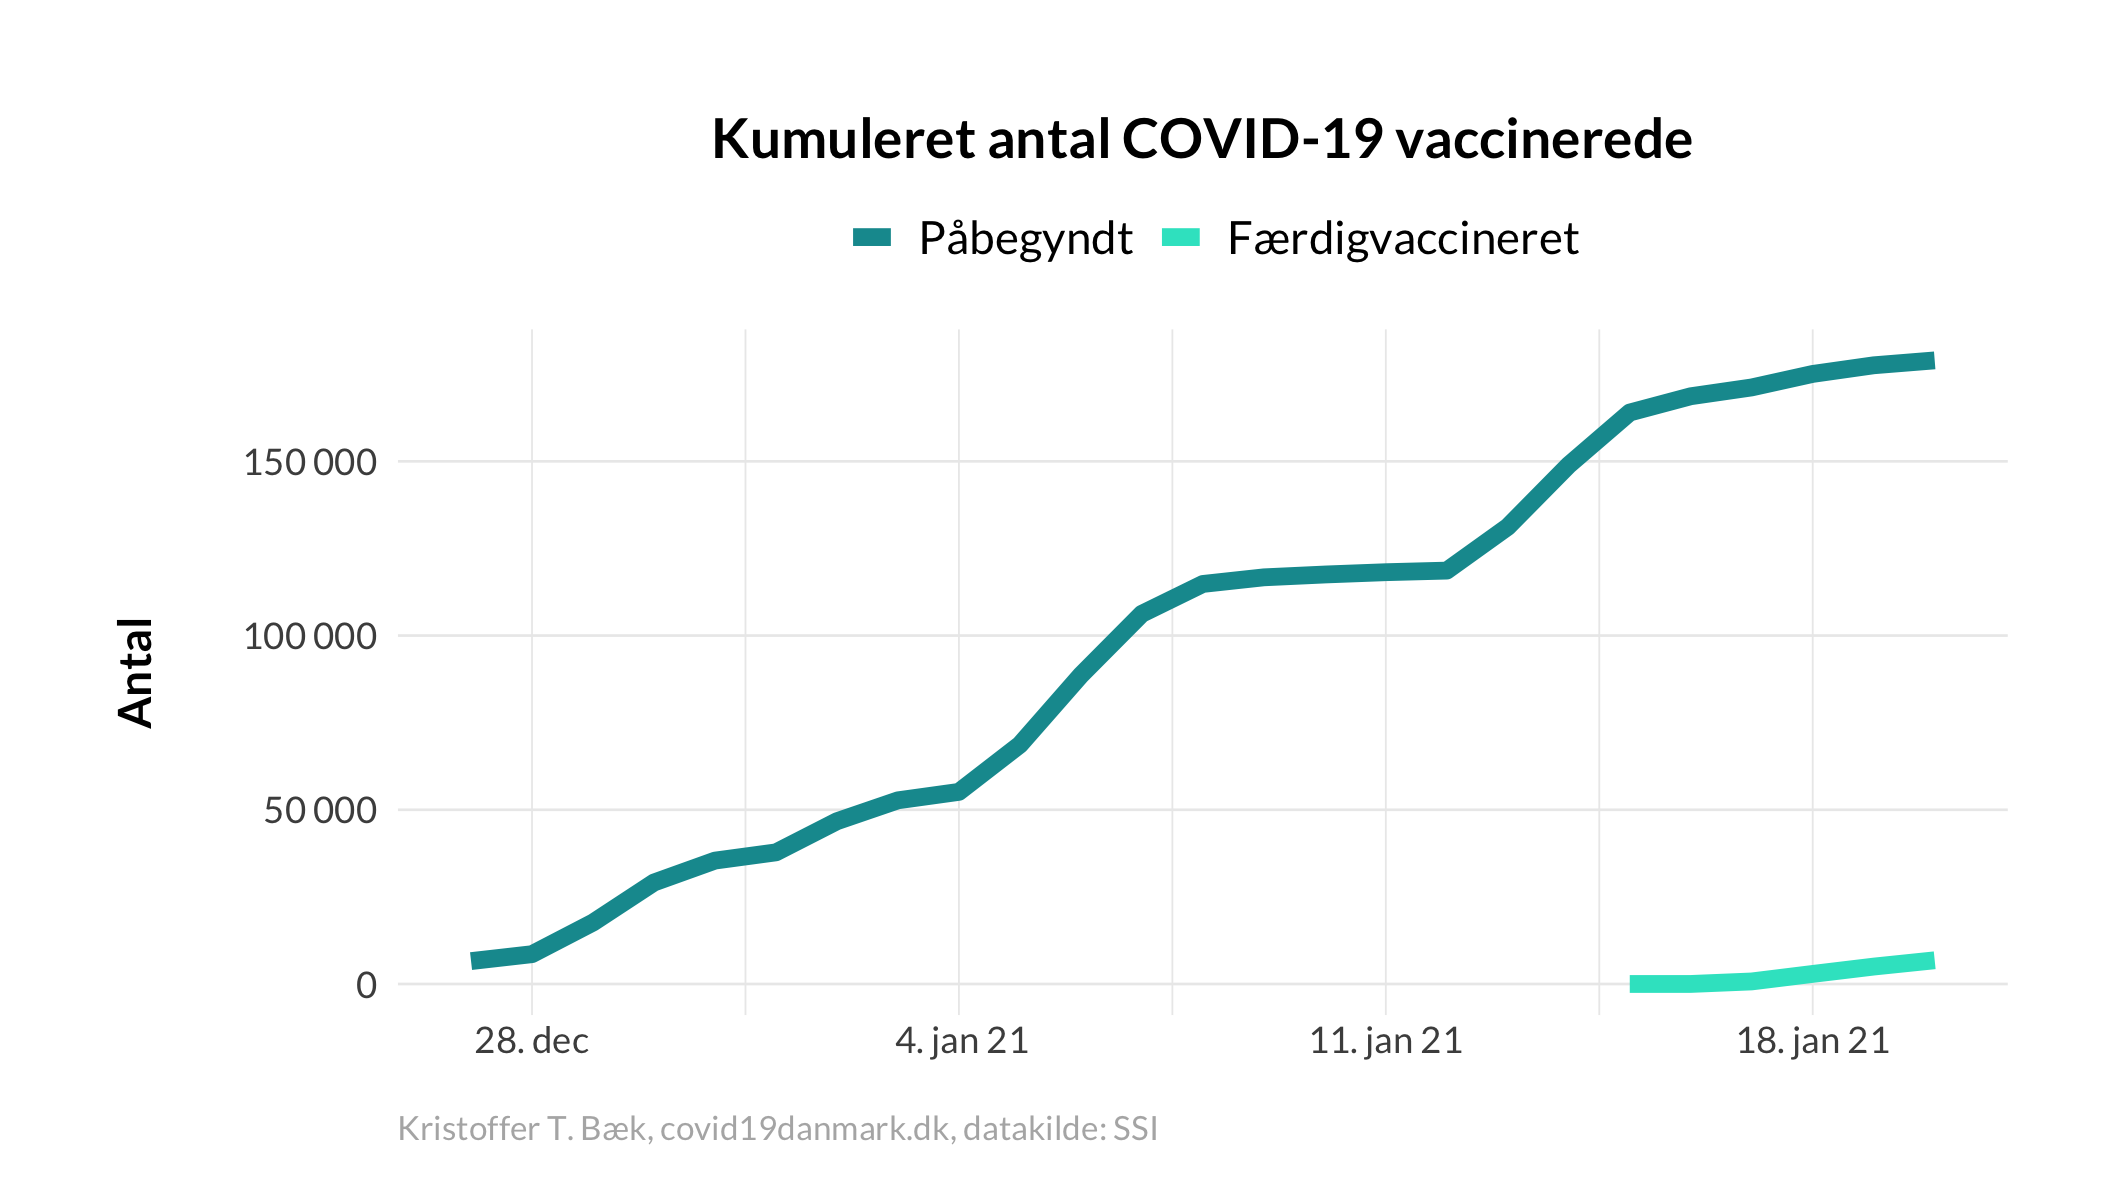 Kumuleret antal COVID-19 vaccinerede
Påbegyndt Færdigvaccineret
Antal
150 000
100 000
50 000
0
28. dec 4. jan 21 11. jan 21 18. jan 21
Kristoffer T. Bæk, covid19danmark.dk, datakilde: SSI